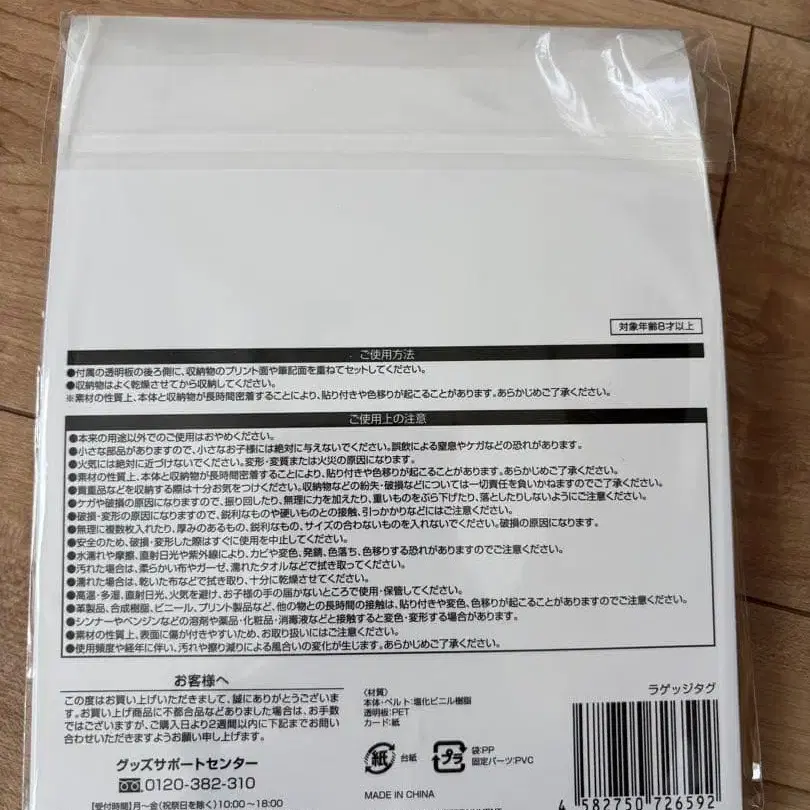 対象年齢8才以上
ご使用方法
●付属の透明板の後ろ側に、収納物のプリント面や筆記面を重ねてセットしてください。
●収納物はよく乾燥させてから収納してください。
※素材の性質上、本体と収納物が長時間密着することにより、貼り付きや色移りが起こることがあります。あらかじめご了承ください。
ご使用上の注意
●本来の用途以外でのご使用はおやめください。
●小さな部品がありますので、小さなお子様には絶対に与えないでください。誤飲による窒息やケガなどの恐れがあります。
●火気には絶対に近づけないでください。変形・変質または火災の原因になります。
●素材の性質上、本体と収納物が長時間密着することにより、貼り付きや色移りが起こることがあります。あらかじめご了承ください。
●貴重品などを収納する際は十分お気をつけください。収納物などの紛失・破損などについては一切責任を負いかねますのでご了承ください。
●ケガや破損の原因になりますので、振り回したり、無理に力を加えたり、重いものをぶら下げたり、落としたりしないようにご注意ください。
●破損・変形の原因になりますので、鋭利なものや硬いものとの接触、引っかかりなどにはご注意ください。
●無理に複数枚入れたり、厚みのあるもの、鋭利なもの、サイズの合わないものを入れないでください。破損の原因になります。
●安全のため、破損・変形した際はすぐに使用を中止してください。
●水濡れや摩擦、直射日光や紫外線により、カビや変色、発錆、色落ち、色移りする恐れがありますのでご注意ください。
●汚れた場合は、柔らかい布やガーゼ、濡れたタオルなどで拭き取ってください。
●濡れた場合は、乾いた布などで拭き取り、十分に乾燥させてください。
●高温・多湿、直射日光、火気を避け、お子様の手の届かないところで使用・保管してください。
●革製品、合成樹脂、ビニール、プリント製品など、他の物との長時間の接触は、貼り付きや変色、色移りが起こることがありますのでご注意ください。
●シンナーやベンジンなどの溶剤や薬品・化粧品・消毒液などと接触すると変色・変形する場合があります。
●素材の性質上、表面に傷が付きやすいため、お取り扱いにはご注意ください。
●使用頻度や経年に伴い、汚れや擦り減りによる風合いの変化が生じます。あらかじめご了承ください。
お客様へ
この度はお買い上げいただきまして、誠にありがとうございま
す。お買い上げ商品に不都合品などありました場合は、お手数
ではございますが、ご購入日より2週間以内に下記までお問い
合わせいただきますようお願い申し上げます。
グッズサポートセンター
0120-382-310
【受付時間】月～金(祝祭日を除く)10:00～18:00
〈材質〉
本体・ベルト:塩化ビニル樹脂
透明板:PET
カード:紙
紙
台紙
プラ
袋:PP
固定パーツ:PVC
MADE IN CHINA
ラゲッジタグ
4 582750 726592